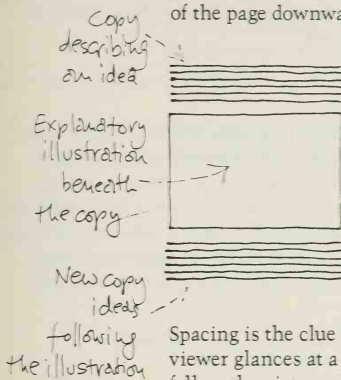 of the page downwa
Copy
describing
an idea
Explanatory
illustration
beneath
the copy
New copy
ideas
following
the illustration
Spacing is the clue
viewer glances at a